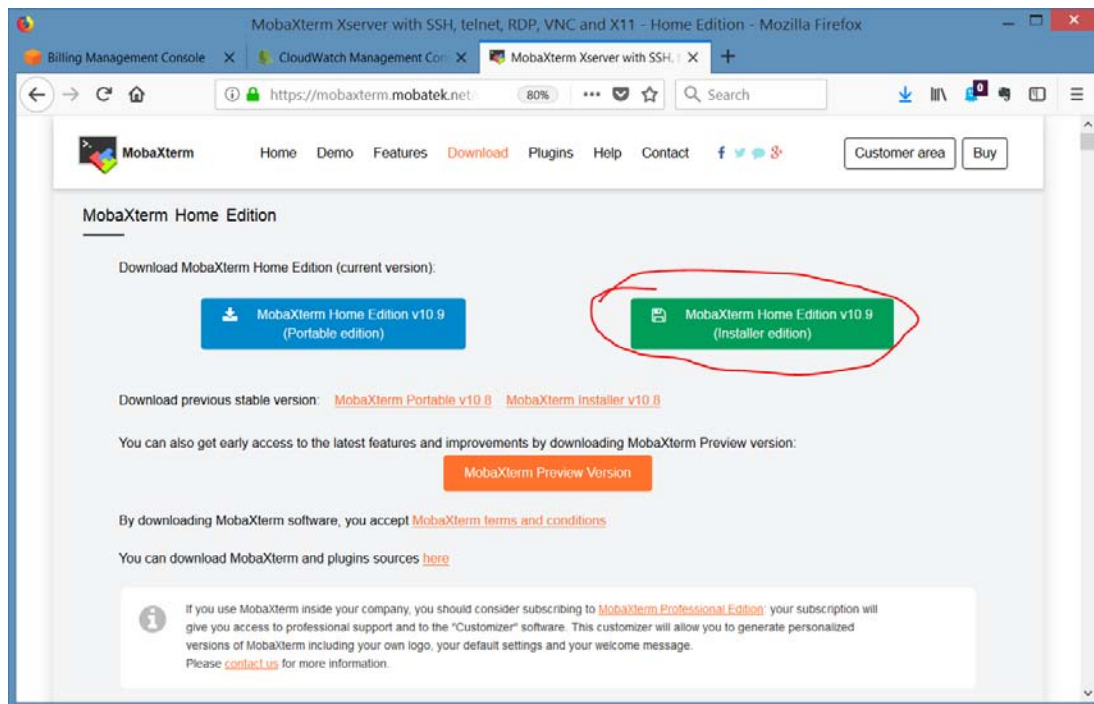 MobaXterm Xserver with SSH, telnet, RDP, VNC and X11 - Home Edition - Mozilla Firefox
Billing Management Console
CloudWatch Management Con
MobaXterm Xserver with SSH, t
https://mobaxterm.mobatek.net/
80%
Search
0
MobaXterm
Home
Demo
Features
Download
Plugins
Help
Contact
Customer area
Buy
MobaXterm Home Edition
Download MobaXterm Home Edition (current version):
MobaXterm Home Edition v10.9
(Portable edition)
MobaXterm Home Edition v10.9
(Installer edition)
Download previous stable version: MobaXterm Portable v10.8 MobaXterm Installer v10.8
You can also get early access to the latest features and improvements by downloading MobaXterm Preview version:
MobaXterm Preview Version
By downloading MobaXterm software, you accept MobaXterm terms and conditions
You can download MobaXterm and plugins sources here
If you use MobaXterm inside your company, you should consider subscribing to MobaXterm Professional Edition: your subscription will
give you access to professional support and to the "Customizer" software. This customizer will allow you to generate personalized
versions of MobaXterm including your own logo, your default settings and your welcome message.
Please contact us for more information.